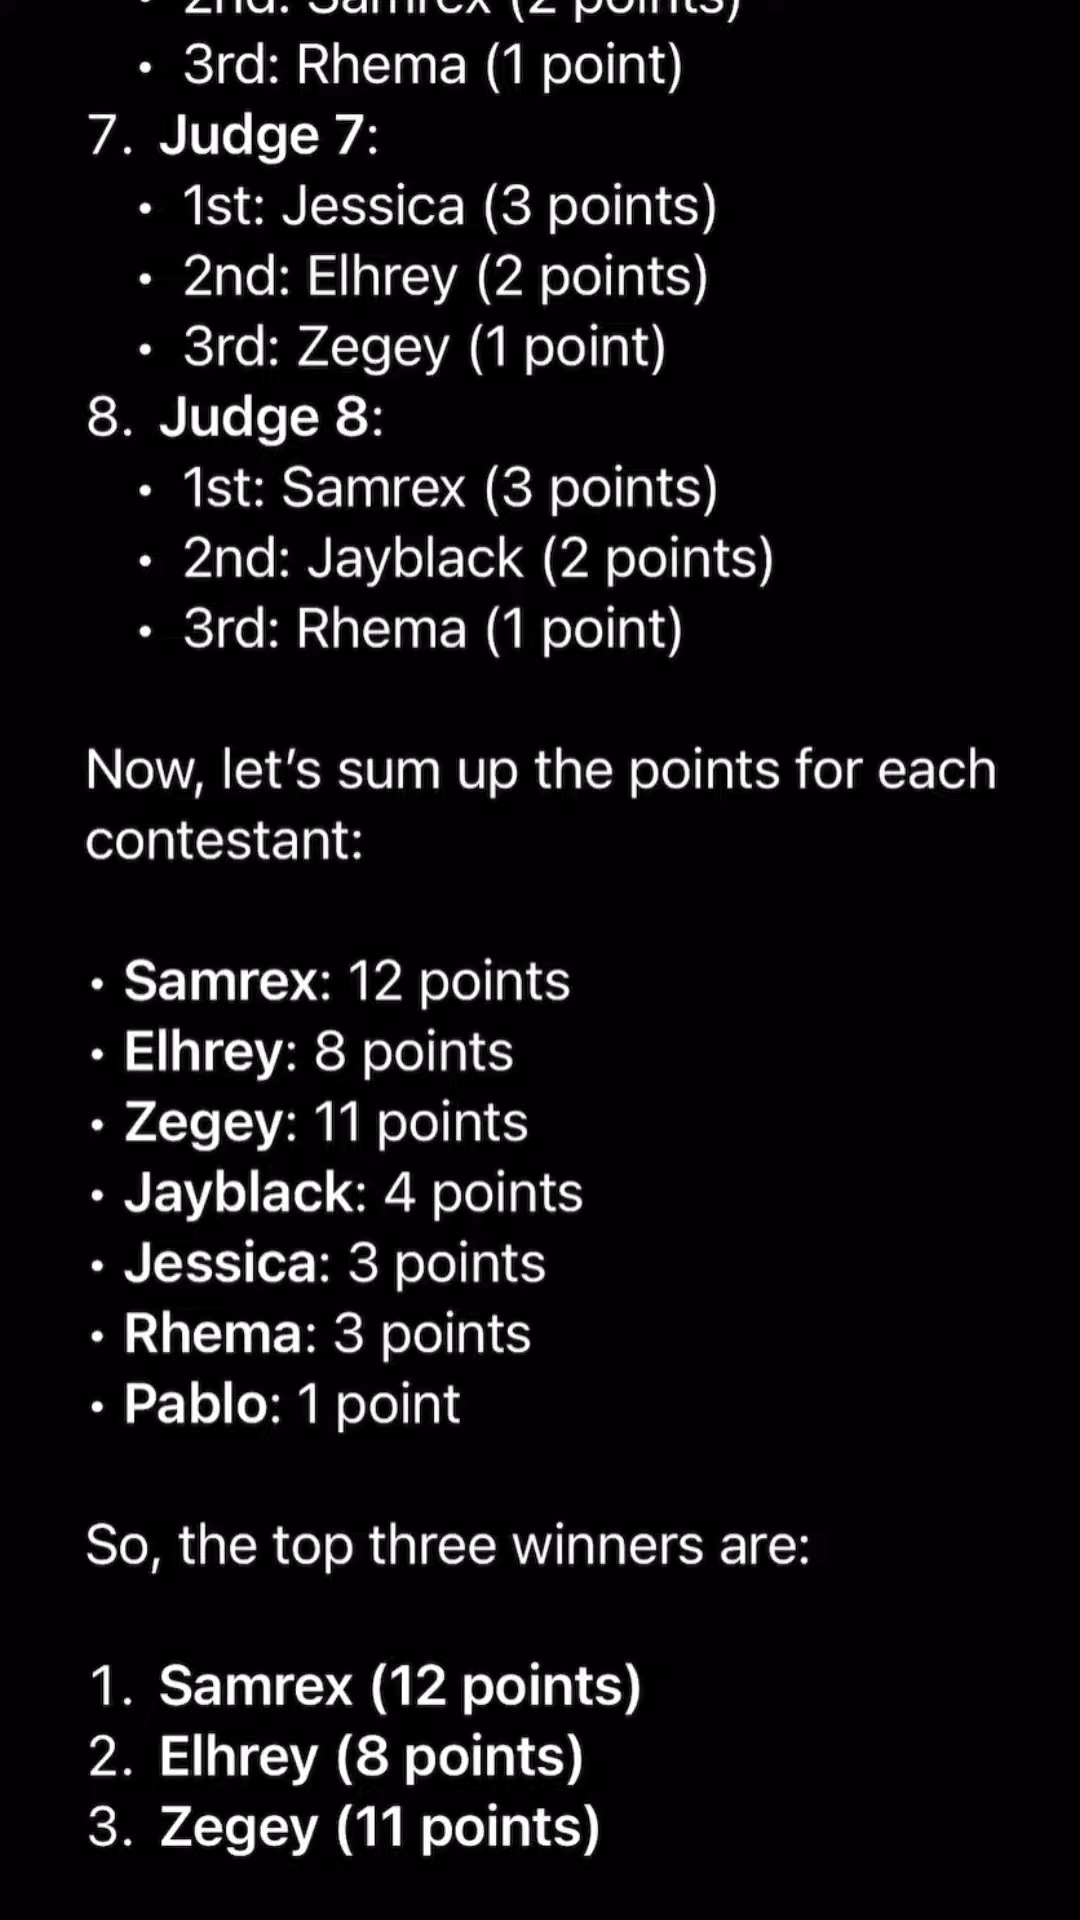 2nd: Samrex (2 points)
• 3rd: Rhema (1 point)
7. Judge 7:
• 1st: Jessica (3 points)
• 2nd: Elhrey (2 points)
• 3rd: Zegey (1 point)
8. Judge 8:
• 1st: Samrex (3 points)
• 2nd: Jayblack (2 points)
• 3rd: Rhema (1 point)
Now, let’s sum up the points for each
contestant:
• Samrex: 12 points
• Elhrey: 8 points
• Zegey: 11 points
• Jayblack: 4 points
• Jessica: 3 points
• Rhema: 3 points
• Pablo: 1 point
So, the top three winners are:
1. Samrex (12 points)
2. Elhrey (8 points)
3. Zegey (11 points)